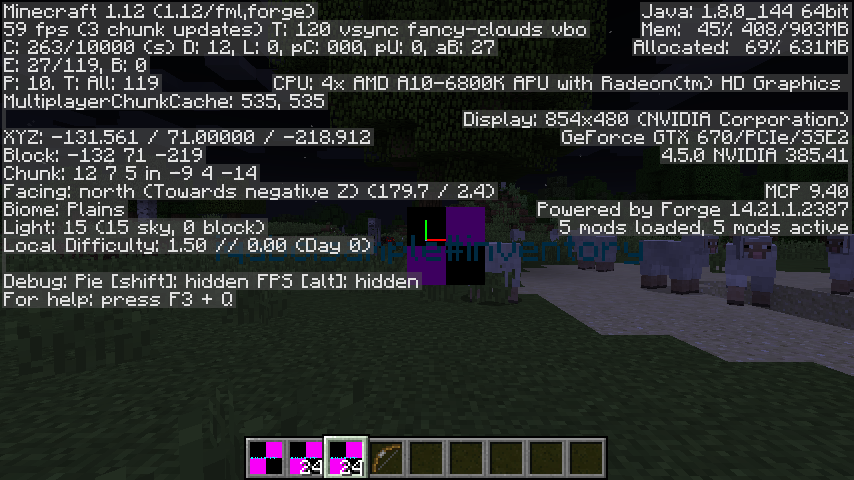 Minecraft 1.12 (1.12/fml,forge)
59 fps (3 chunk updates) T: 120 vsync fancy-clouds vbo
C: 263/10000 (s) D: 12, L: 0, pC: 000, pU: 0, aB: 27
E: 27/119, B: 0
P: 10. T: All: 119
MultiplayerChunkCache: 535, 535
XYZ: -131.561 / 71.00000 / -218.912
Block: -132 71 -219
Chunk: 12 7 5 in -9 4 -14
Facing: north (Towards negative Z) (179.7 / 2.4)
Biome: Plains
Light: 15 (15 sky, 0 block)
Local Difficulty: 1.50 // 0.00 (Day 0)
Debug: Pie [shift]: hidden FPS [alt]: hidden
For help: press F3 + Q
Java: 1.8.0_144 64bit
Mem: 45% 408/903MB
Allocated: 69% 631MB
CPU: 4x AMD A10-6800K APU with Radeon(tm) HD Graphics
Display: 854x480 (NVIDIA Corporation)
GeForce GTX 670/PCIe/SSE2
4.5.0 NVIDIA 385.41
MCP 9.40
Powered by Forge 14.21.1.2387
5 mods loaded, 5 mods active
#inventory
24
24